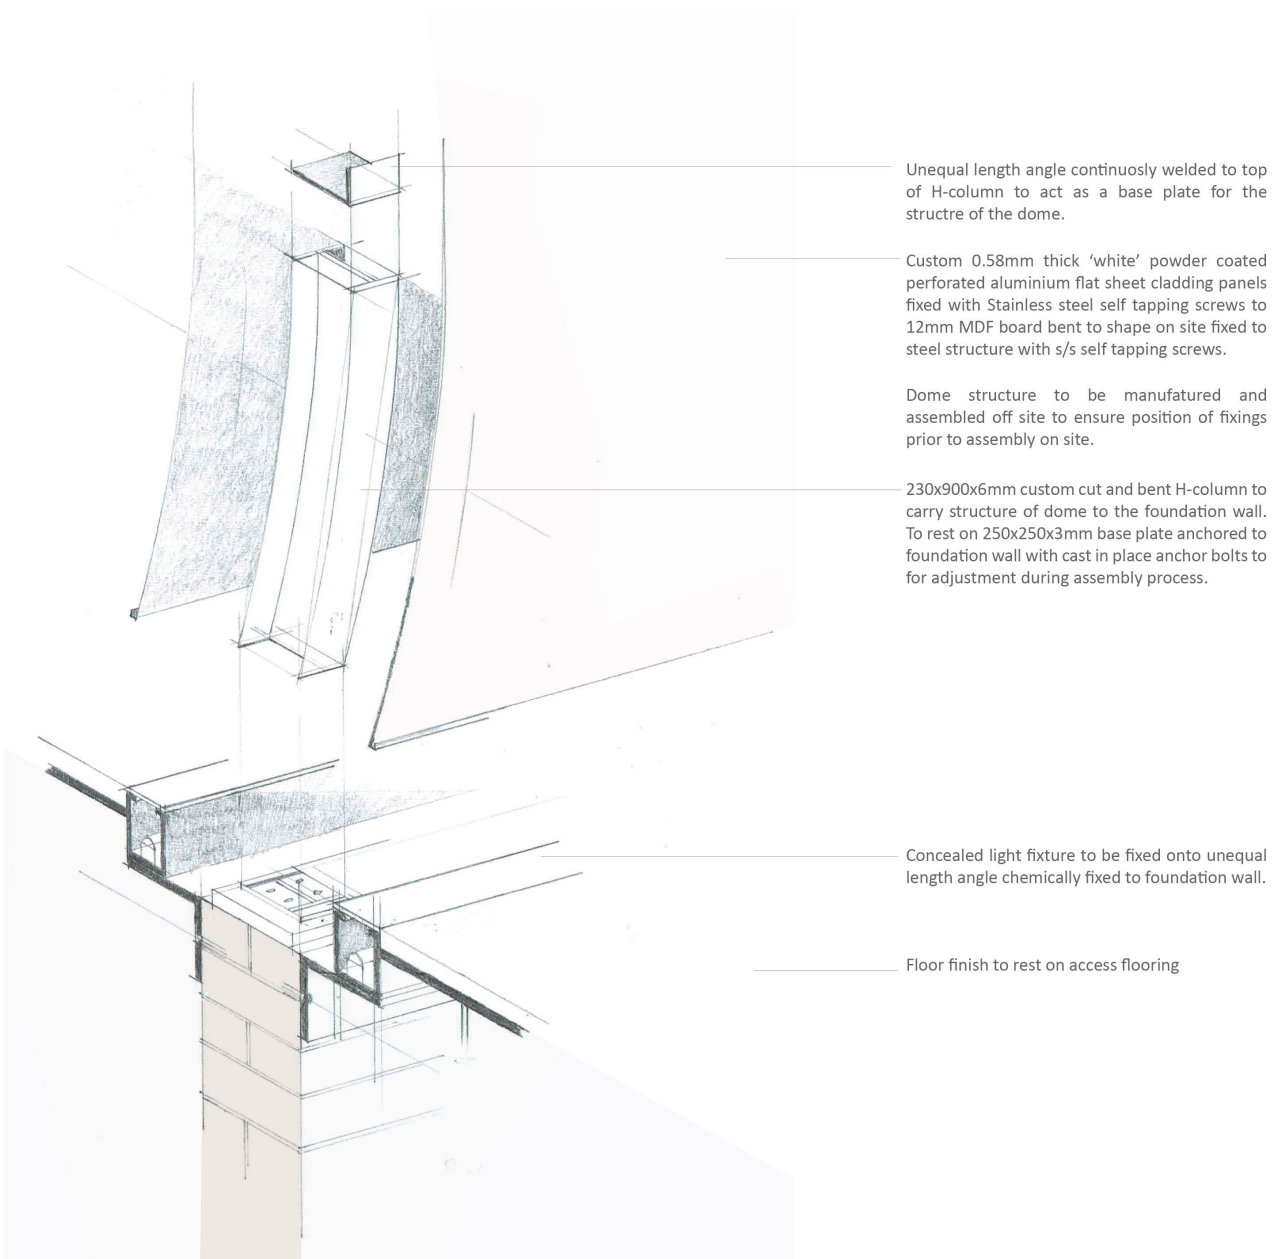 Unequal length angle continuosly welded to top
of H-column to act as a base plate for the
structre of the dome.
Custom 0.58mm thick ‘white’ powder coated
perforated aluminium flat sheet cladding panels
fixed with Stainless steel self tapping screws to
12mm MDF board bent to shape on site fixed to
steel structure with s/s self tapping screws.
Dome structure to be manufatured and
assembled off site to ensure position of fixings
prior to assembly on site.
230x900x6mm custom cut and bent H-column to
carry structure of dome to the foundation wall.
To rest on 250x250x3mm base plate anchored to
foundation wall with cast in place anchor bolts to
for adjustment during assembly process.
Concealed light fixture to be fixed onto unequal
length angle chemically fixed to foundation wall.
Floor finish to rest on access flooring